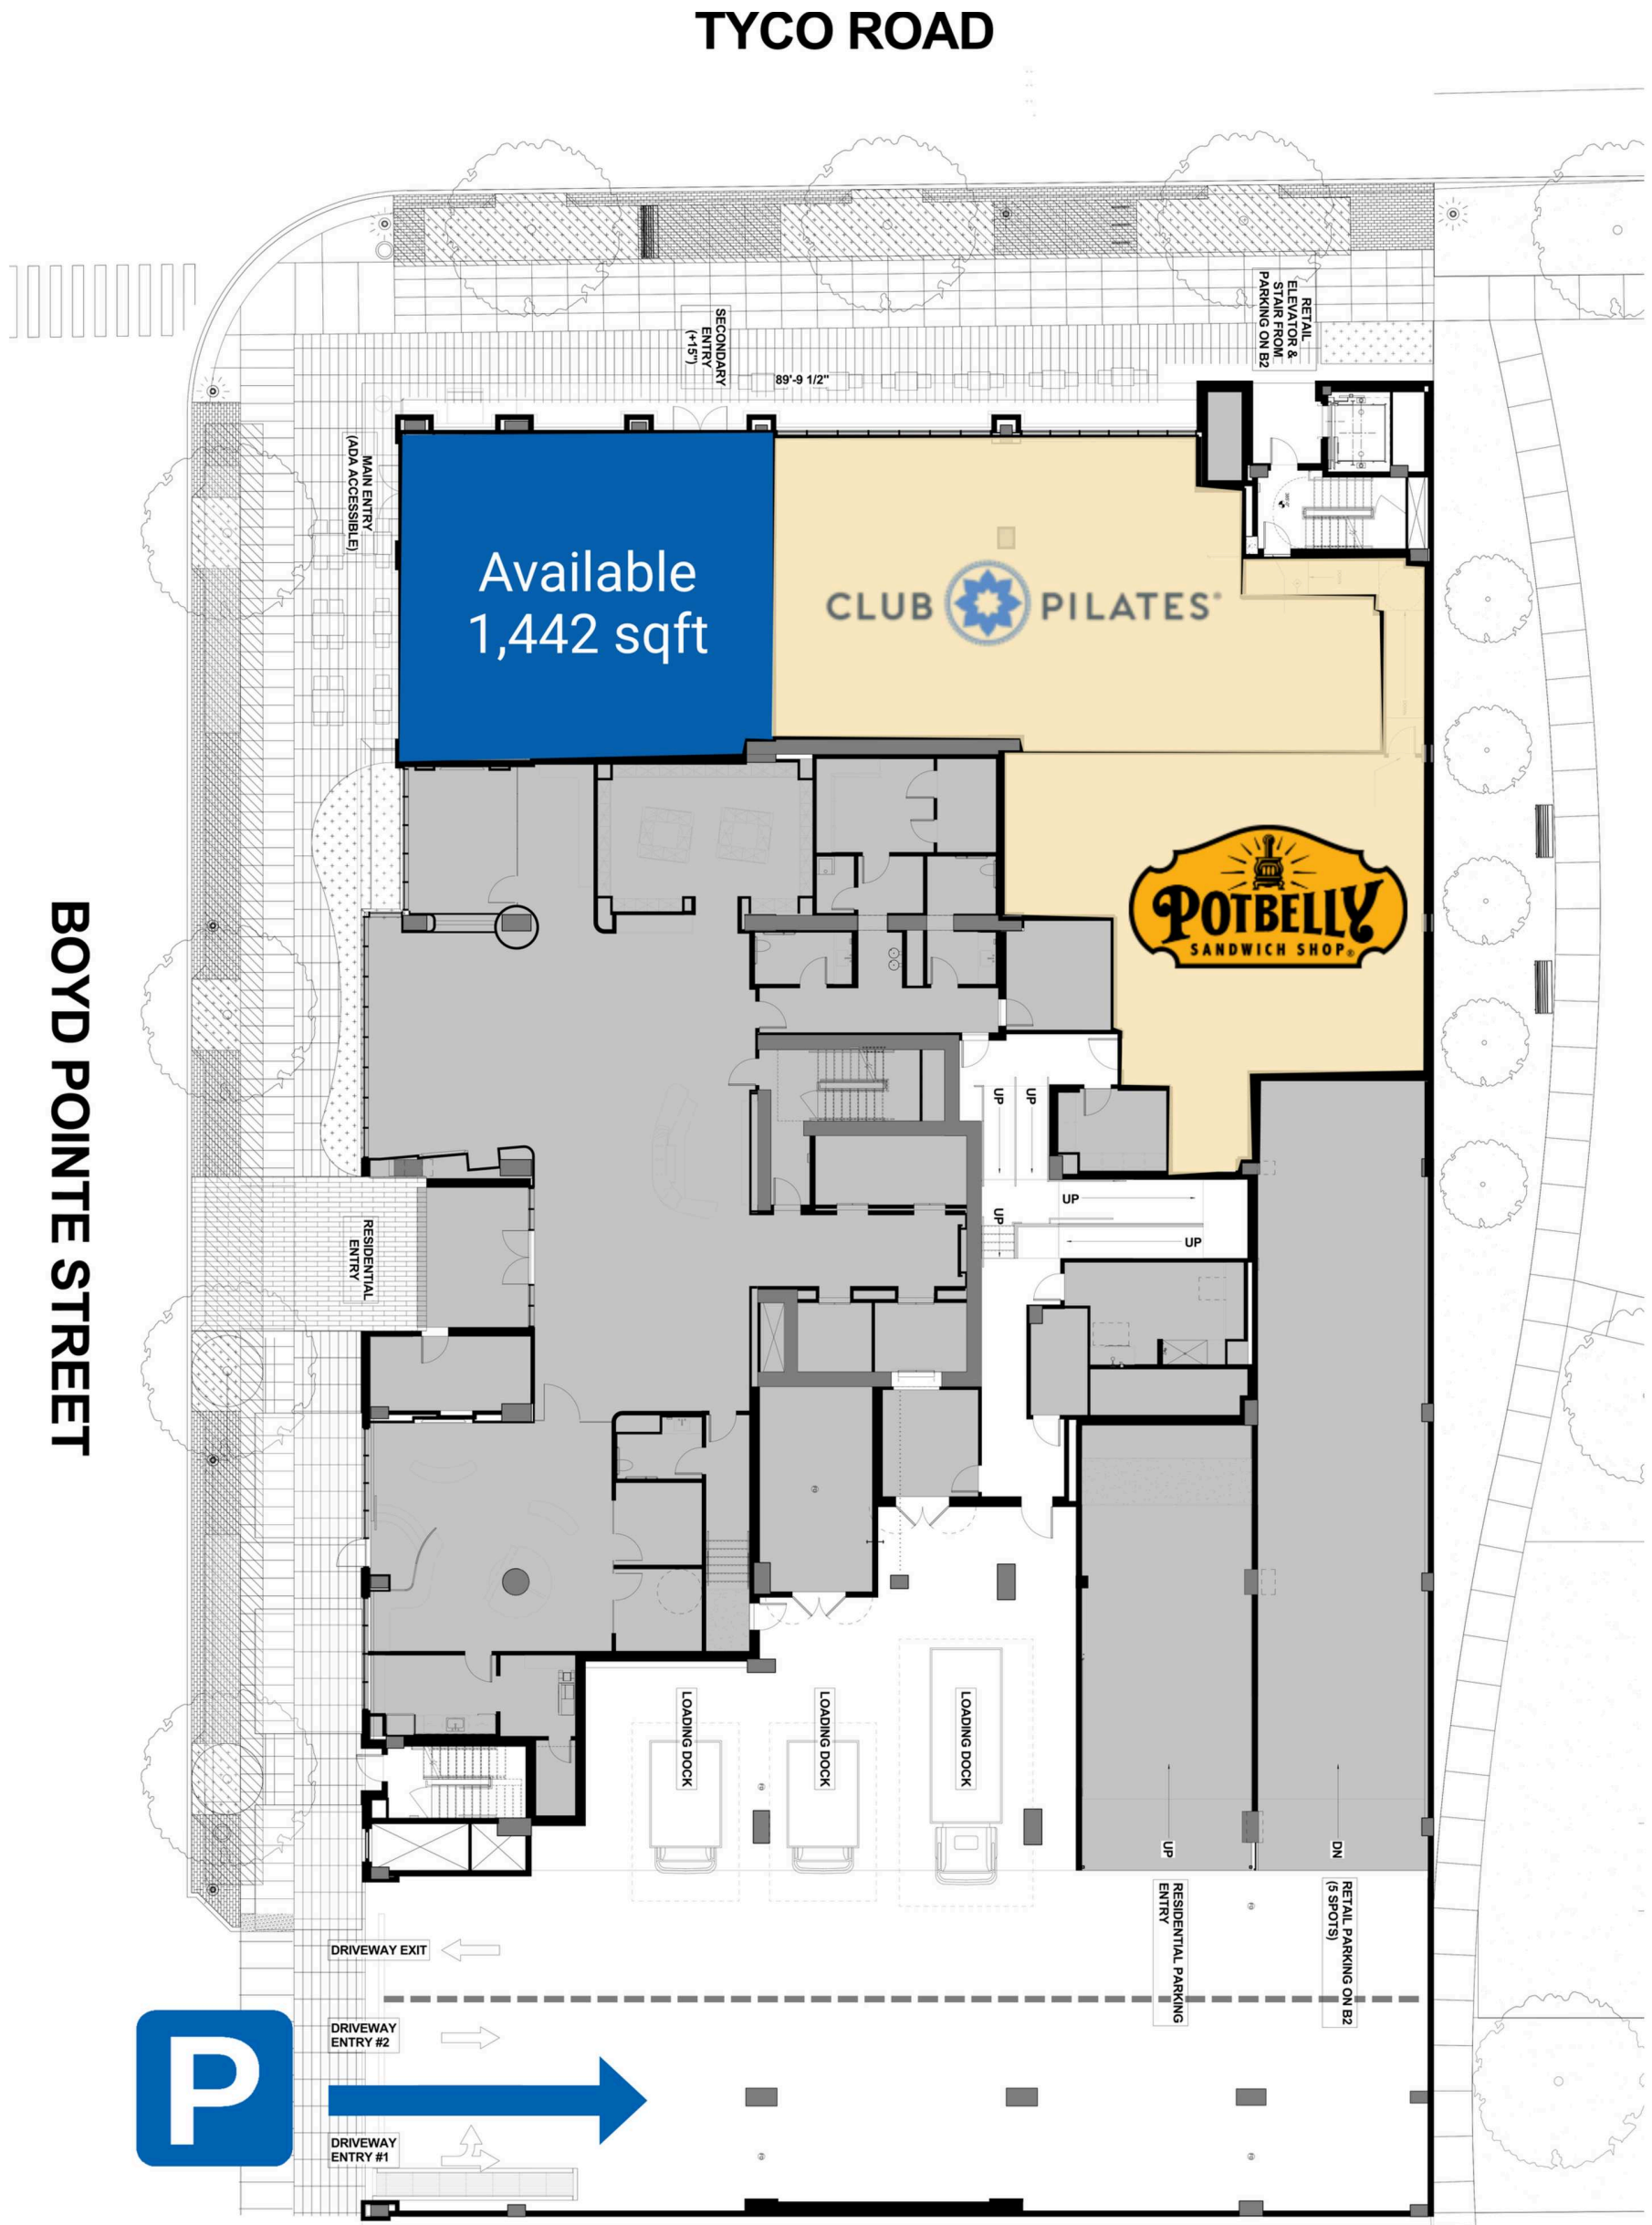 TYCO ROAD
RETAIL
ELEVATOR &
STAIR FROM
PARKING ON B2
SECONDARY
ENTRY
(+15")
89'-9 1/2"
MAIN ENTRY
(ADA ACCESSIBLE)
Available
1,442 sqft
CLUB PILATES
POTBELLY
SANDWICH SHOP®
BOYD POINTE STREET
UP
UP
UP
UP
UP
RESIDENTIAL
ENTRY
LOADING DOCK
LOADING DOCK
LOADING DOCK
UP
DN
RESIDENTIAL PARKING
ENTRY
RETAIL PARKING ON B2
(5 SPOTS)
DRIVEWAY EXIT
DRIVEWAY
ENTRY #2
P
DRIVEWAY
ENTRY #1